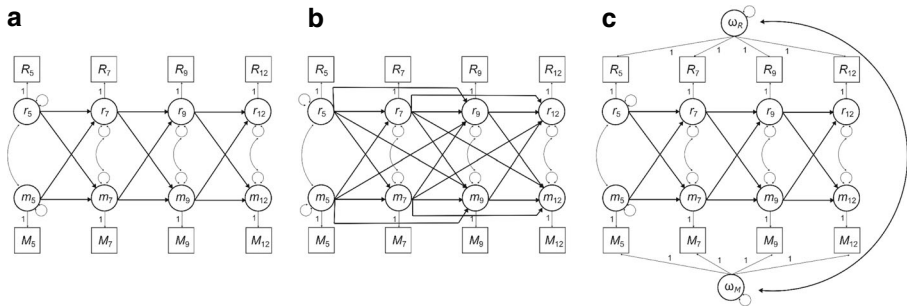 a
R5 R7 R9 R12
1 1 1 1
r5 r7 r9 r12
m5 m7 m9 m12
1 1 1 1
M5 M7 M9 M12
b
R5 R7 R9 R12
1 1 1 1
r5 r7 r9 r12
m5 m7 m9 m12
1 1 1 1
M5 M7 M9 M12
c
ωR
1 1 1 1
R5 R7 R9 R12
1 1 1 1
r5 r7 r9 r12
m5 m7 m9 m12
1 1 1 1
M5 M7 M9 M12
1 1 1 1
ωM